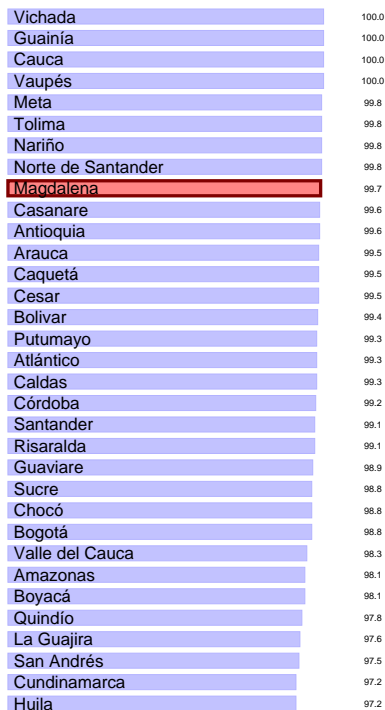 Vichada 100.0
Guainía 100.0
Cauca 100.0
Vaupés 100.0
Meta 99.8
Tolima 99.8
Nariño 99.8
Norte de Santander 99.8
Magdalena 99.7
Casanare 99.6
Antioquia 99.6
Arauca 99.5
Caquetá 99.5
Cesar 99.5
Bolivar 99.4
Putumayo 99.3
Atlántico 99.3
Caldas 99.3
Córdoba 99.2
Santander 99.1
Risaralda 99.1
Guaviare 98.9
Sucre 98.8
Chocó 98.8
Bogotá 98.8
Valle del Cauca 98.3
Amazonas 98.1
Boyacá 98.1
Quindío 97.8
La Guajira 97.6
San Andrés 97.5
Cundinamarca 97.2
Huila 97.2